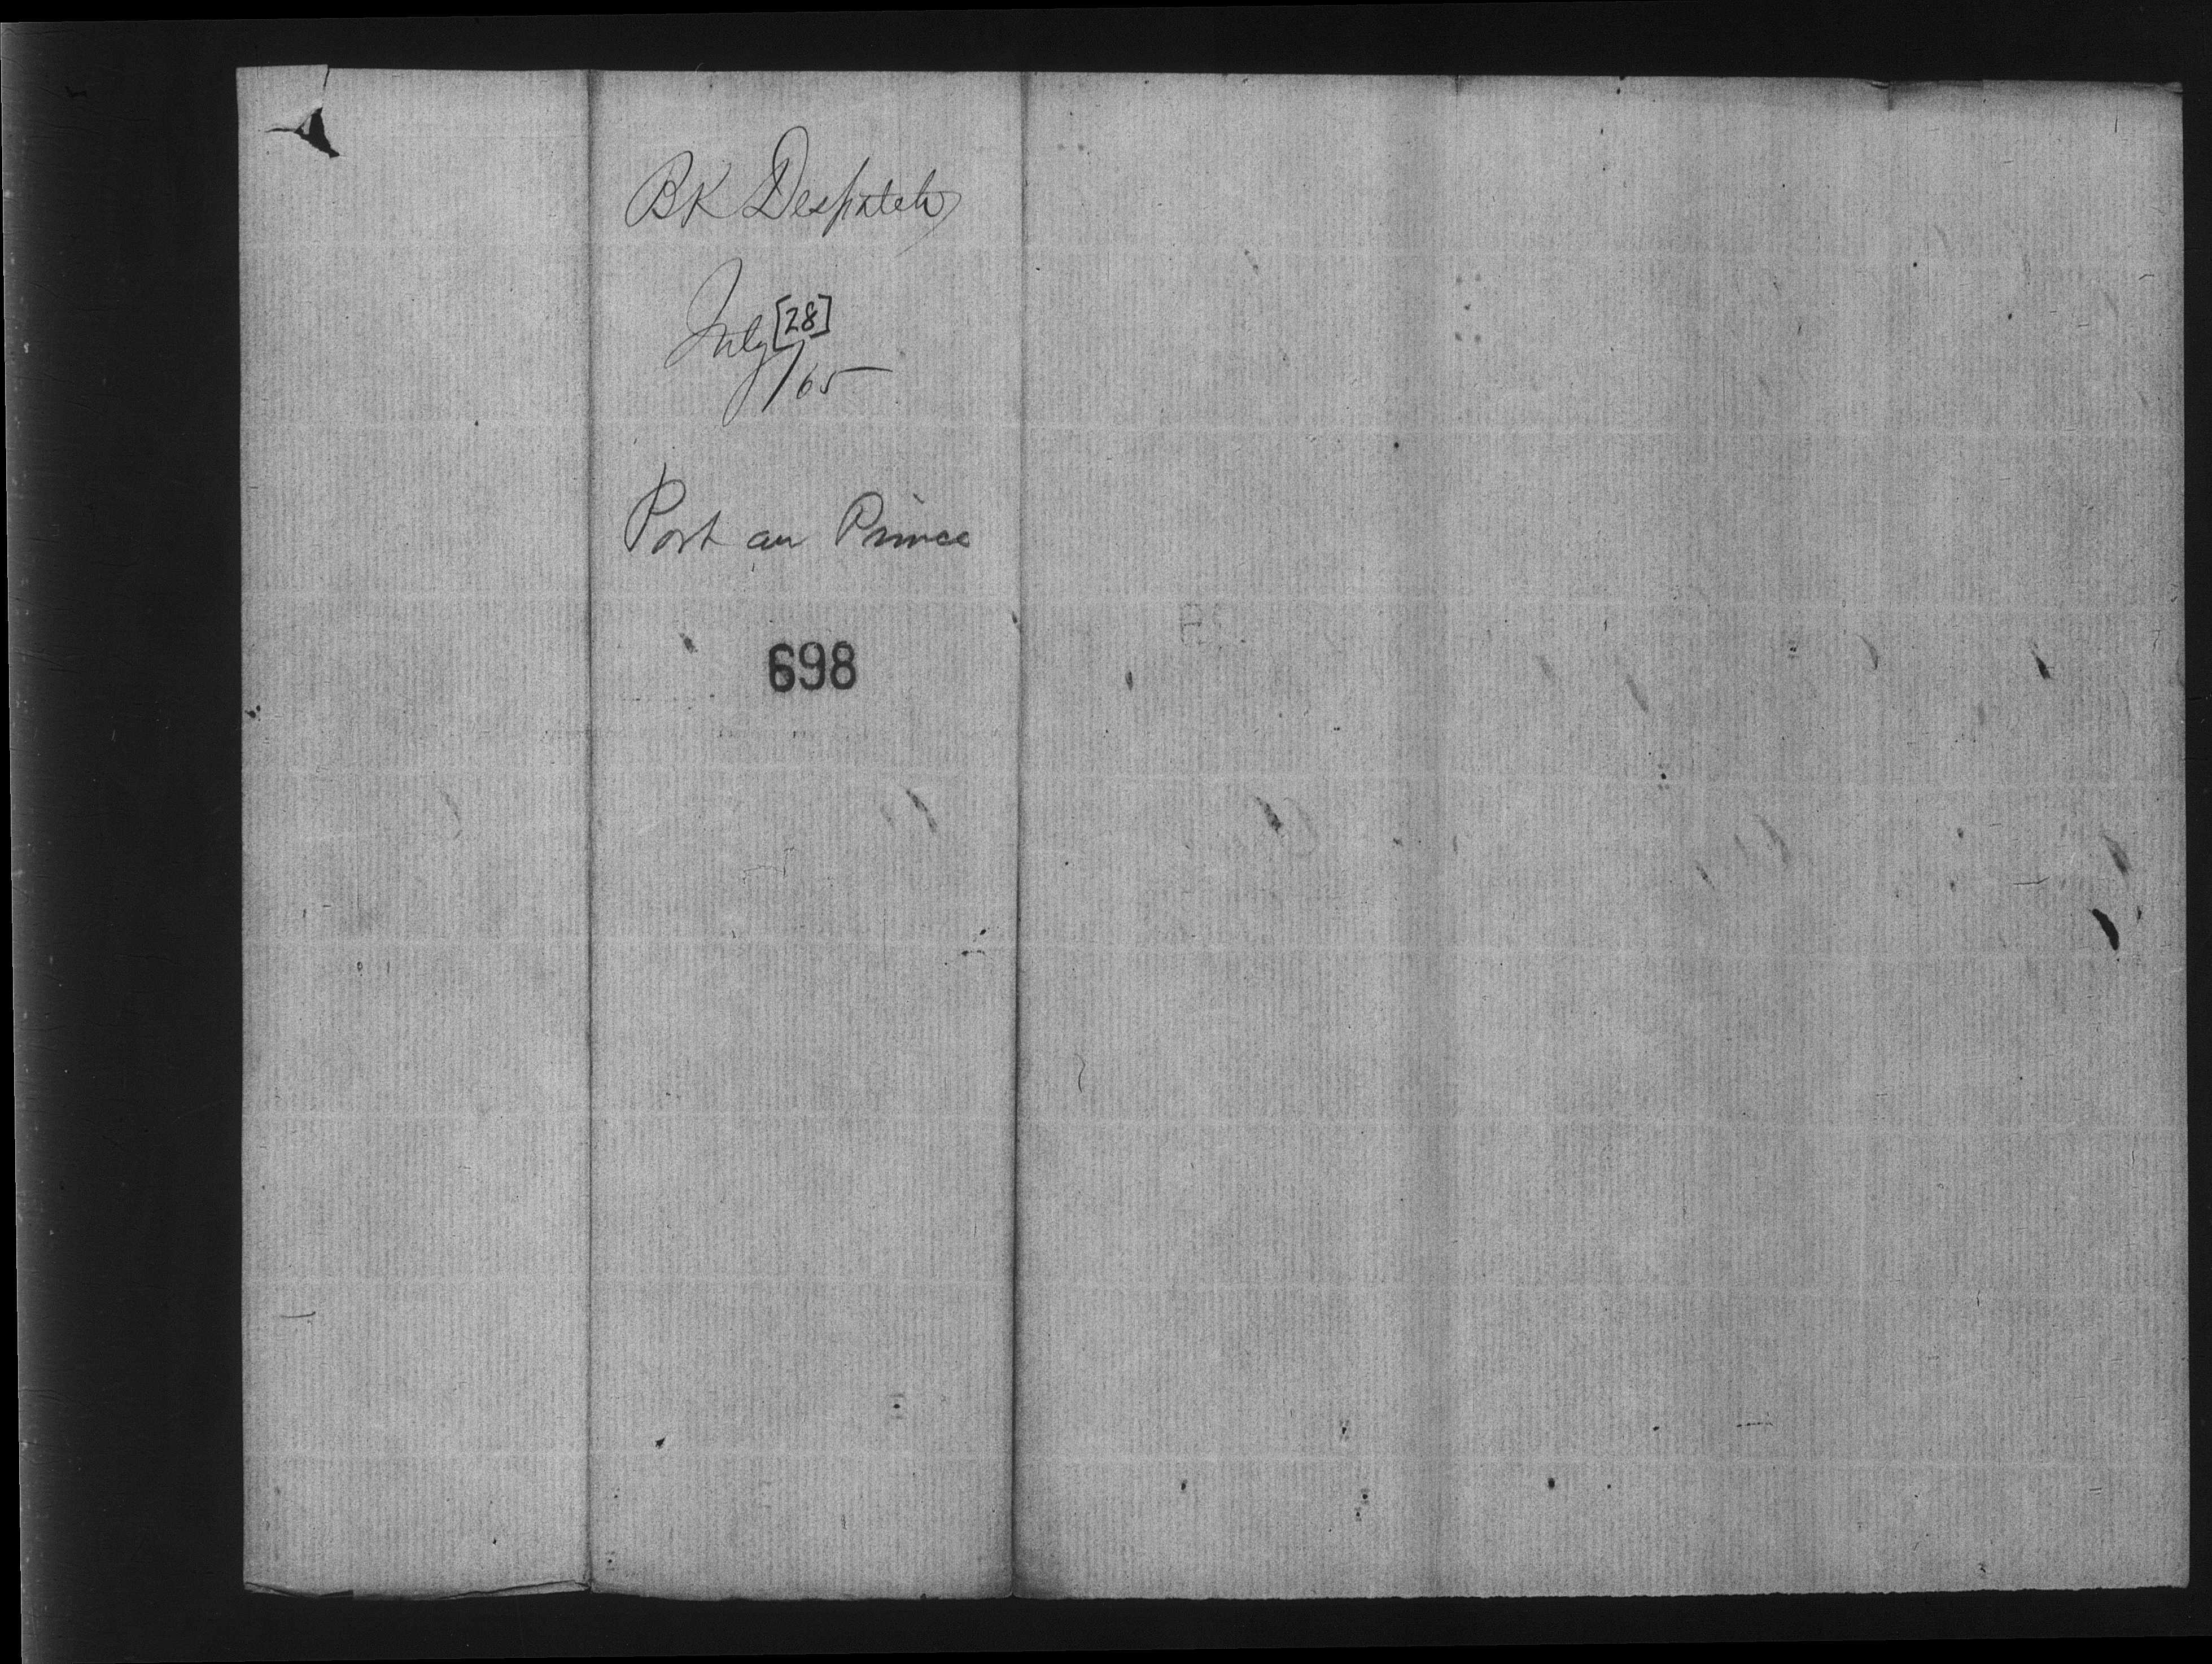 BK Despatch
July [28]
/65
Port au Prince
698